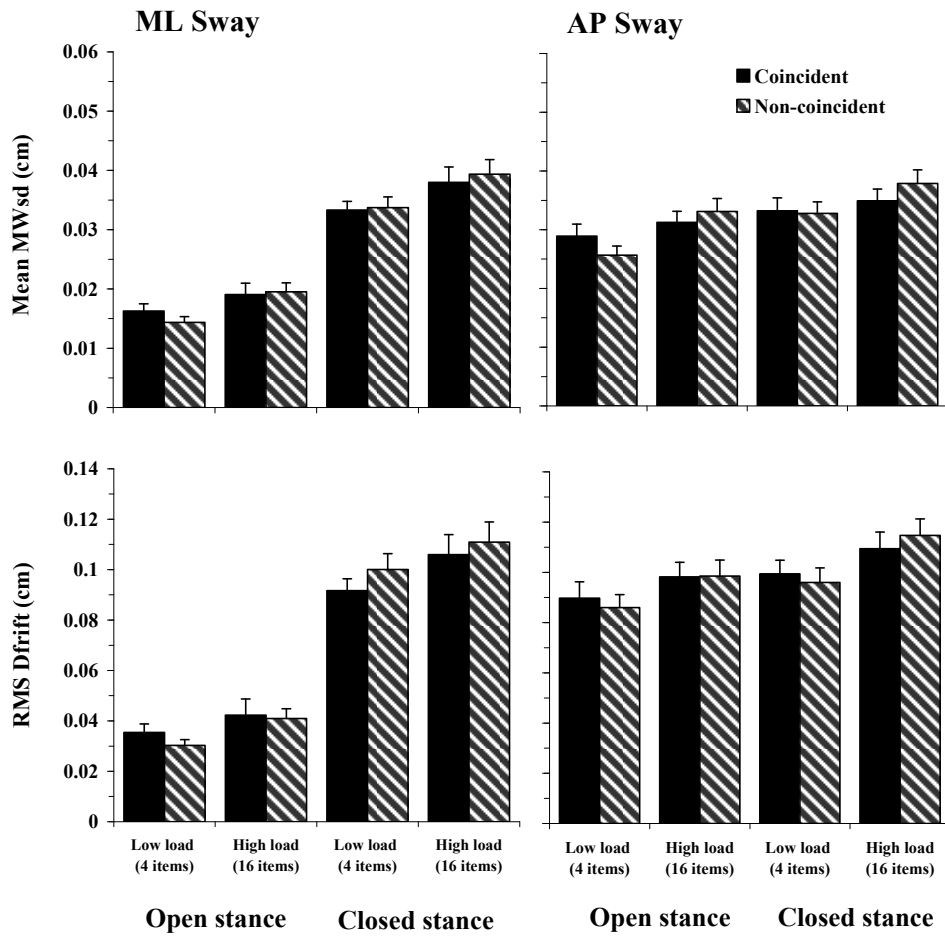 ML Sway
AP Sway
Coincident
Non-coincident
Mean MWsd (cm)
0.06
0.05
0.04
0.03
0.02
0.01
0
RMS Dfrift (cm)
0.14
0.12
0.1
0.08
0.06
0.04
0.02
0
Low load
(4 items)
High load
(16 items)
Low load
(4 items)
High load
(16 items)
Low load
(4 items)
High load
(16 items)
Low load
(4 items)
High load
(16 items)
Open stance
Closed stance
Open stance
Closed stance